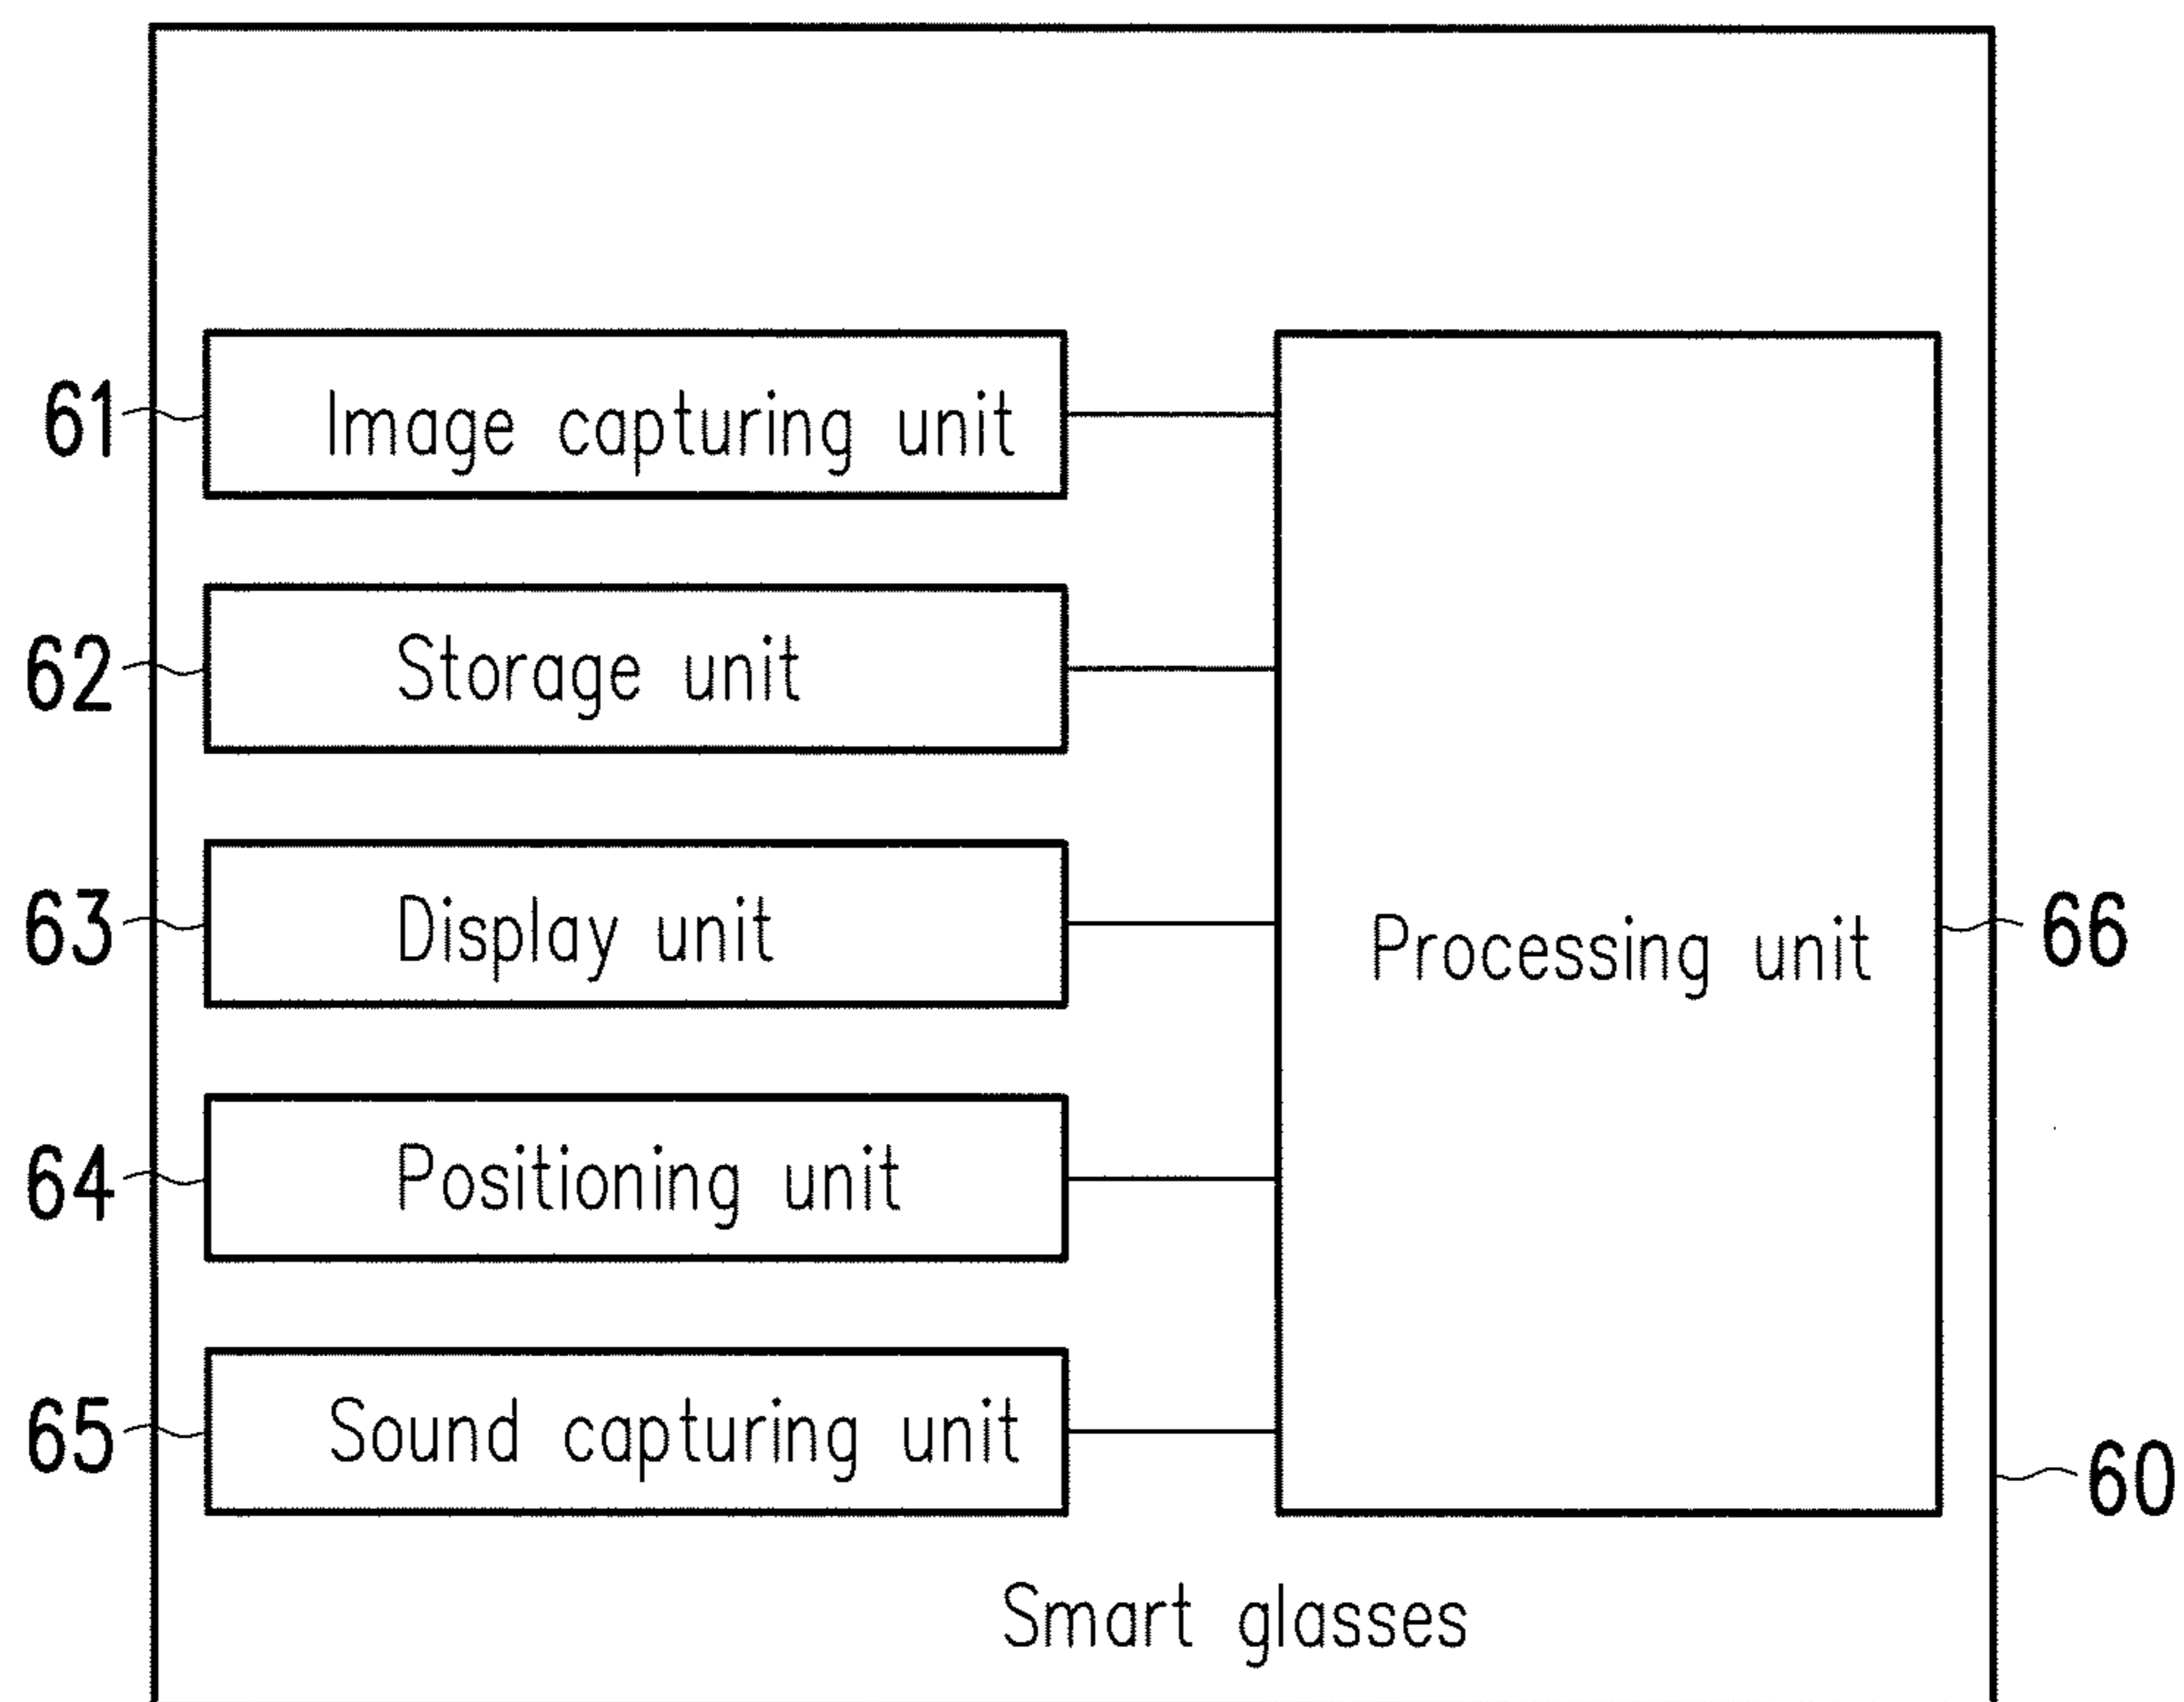 61 Image capturing unit
62 Storage unit
63 Display unit
Processing unit 66
64 Positioning unit
65 Sound capturing unit
60
Smart glasses